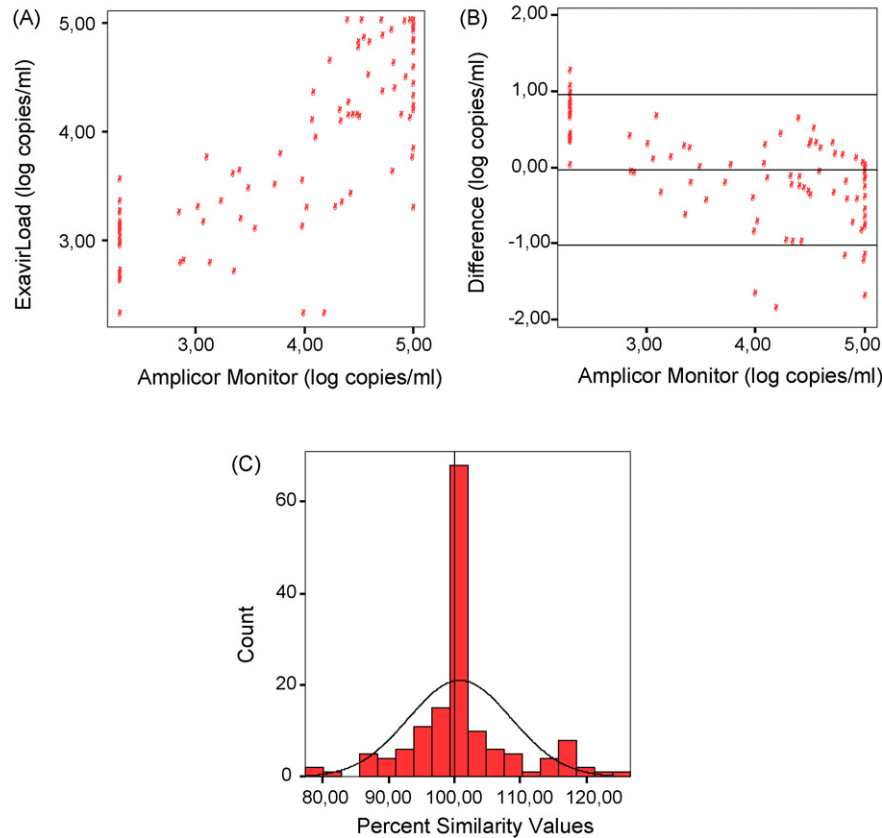 (A)
5,00
4,00
3,00
ExavirLoad (log copies/ml)
3,00 4,00 5,00
Amplicor Monitor (log copies/ml)
(B)
2,00
1,00
0,00
-1,00
-2,00
Difference (log copies/ml)
3,00 4,00 5,00
Amplicor Monitor (log copies/ml)
(C)
60
40
20
0
Count
80,00 90,00 100,00 110,00 120,00
Percent Similarity Values